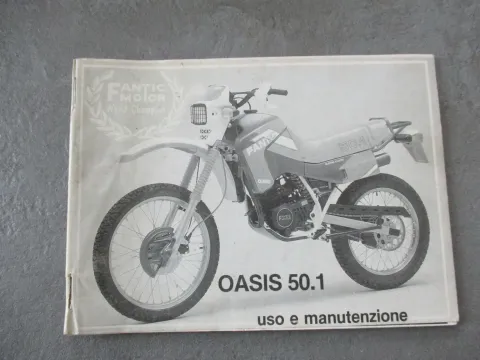 FANTIC
MOTOR
OASIS 50.1
uso e manutenzione